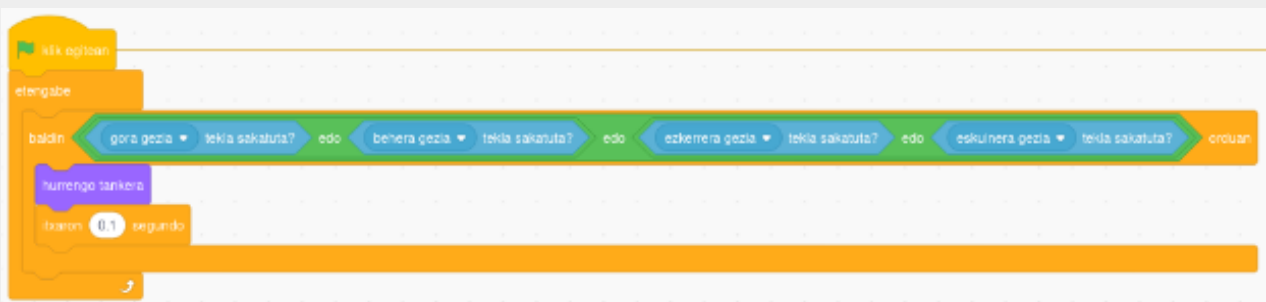 klik egitean
etengabe
baldin gora gezia tekla sakatuta? edo behera gezia tekla sakatuta? edo ezkerrera gezia tekla sakatuta? edo eskuinera gezia tekla sakatuta? orduan
hurrengo tankera
itxaron 0.1 segundo